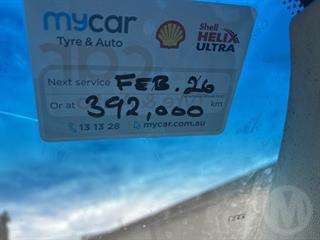 mycar
Tyre & Auto
Shell
HELIX
ULTRA
Next service FEB. 26
Or at 392,000 km
13 13 28 mycar.com.au